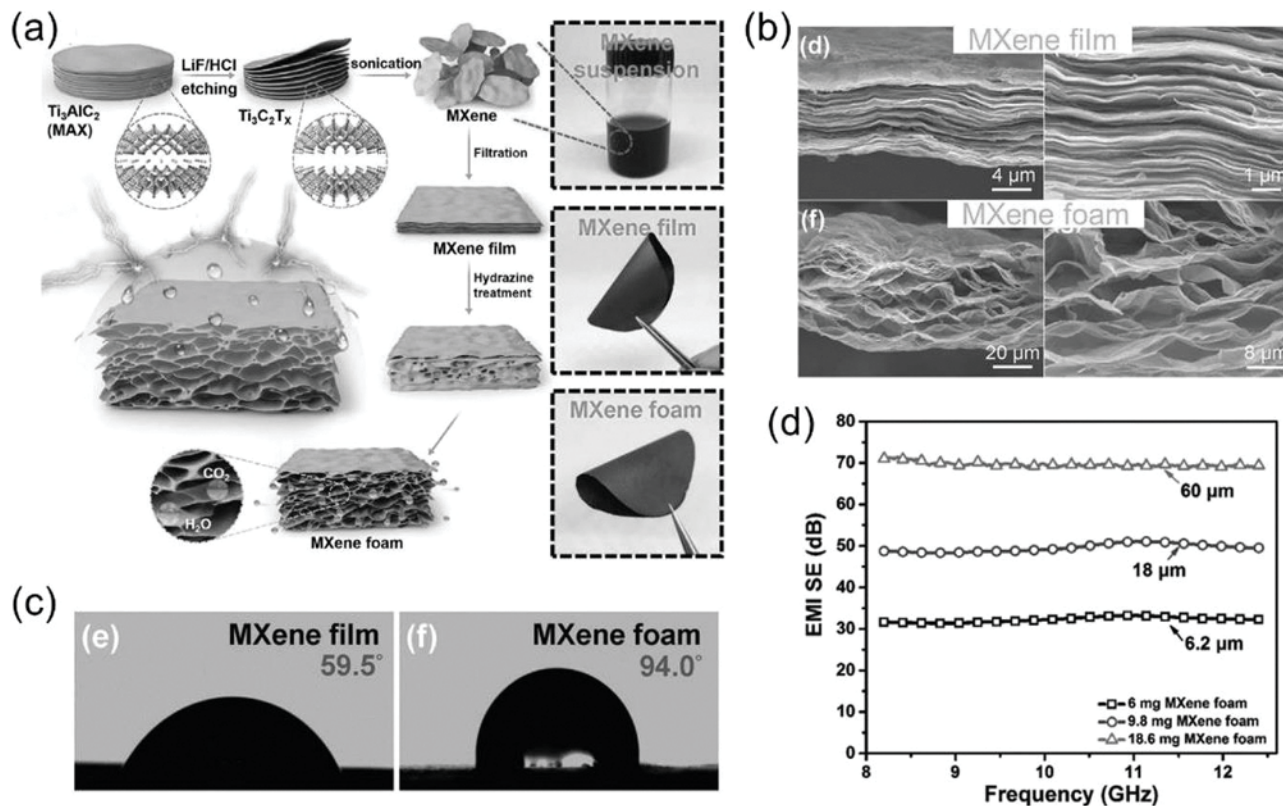 (a)
LiF/HCl
etching
sonication
Ti₃AlC₂
(MAX)
Ti₃C₂Tₓ
MXene
MXene
suspension
Filtration
MXene film
MXene film
Hydrazine
treatment
CO₂
H₂O
MXene foam
MXene foam
(b)
(d)
MXene film
4 μm
1 μm
(f)
MXene foam
20 μm
8 μm
(c)
(e)
MXene film
59.5°
(f)
MXene foam
94.0°
(d)
80
70
60
50
40
30
20
10
0
EMI SE (dB)
60 μm
18 μm
6.2 μm
6 mg MXene foam
9.8 mg MXene foam
18.6 mg MXene foam
8
9
10
11
12
Frequency (GHz)